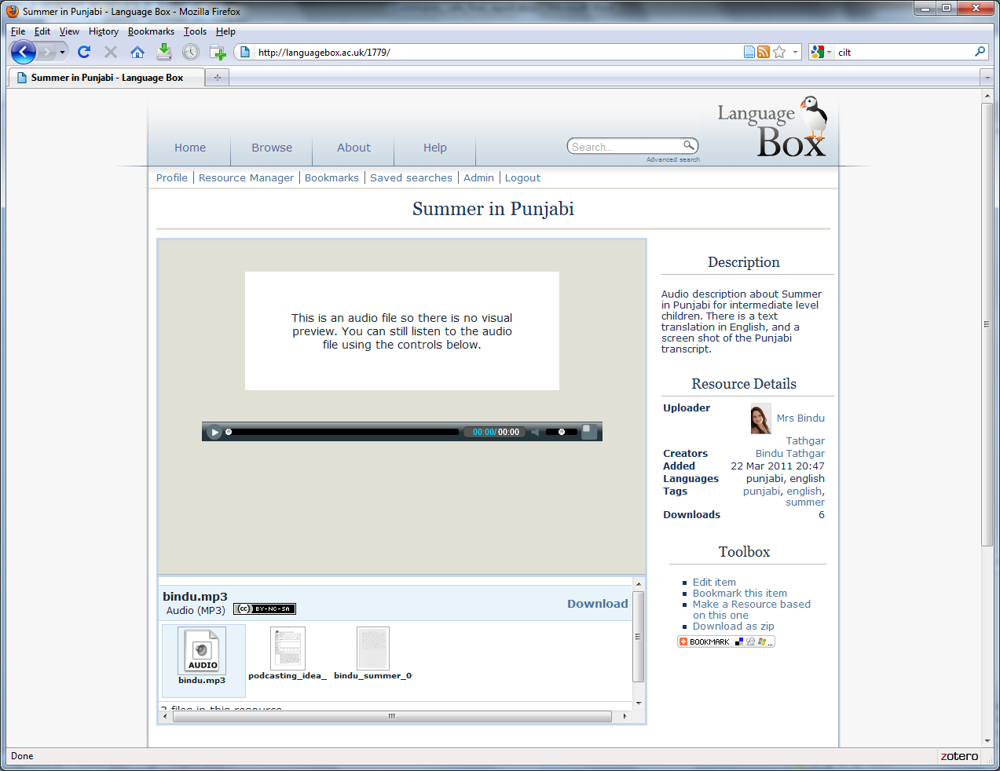 Summer in Punjabi - Language Box - Mozilla Firefox
File Edit View History Bookmarks Tools Help
http://languagebox.ac.uk/1779/
cilt
Summer in Punjabi - Language Box
Language
Box
Home Browse About Help
Search...
Advanced search
Profile Resource Manager Bookmarks Saved searches Admin Logout
Summer in Punjabi
This is an audio file so there is no visual
preview. You can still listen to the audio
file using the controls below.
00:00/00:00
bindu.mp3
Audio (MP3) (cc) BY-NC-SA
Download
AUDIO
bindu.mp3 podcasting_idea_ bindu_summer_0
3 files in this resource
Description
Audio description about Summer
in Punjabi for intermediate level
children. There is a text
translation in English, and a
screen shot of the Punjabi
transcript.
Resource Details
Uploader Mrs Bindu
Tathgar
Creators Bindu Tathgar
Added 22 Mar 2011 20:47
Languages punjabi, english
Tags punjabi, english,
summer
Downloads 6
Toolbox
Edit item
Bookmark this item
Make a Resource based
on this one
Download as zip
BOOKMARK ...
Done
zotero